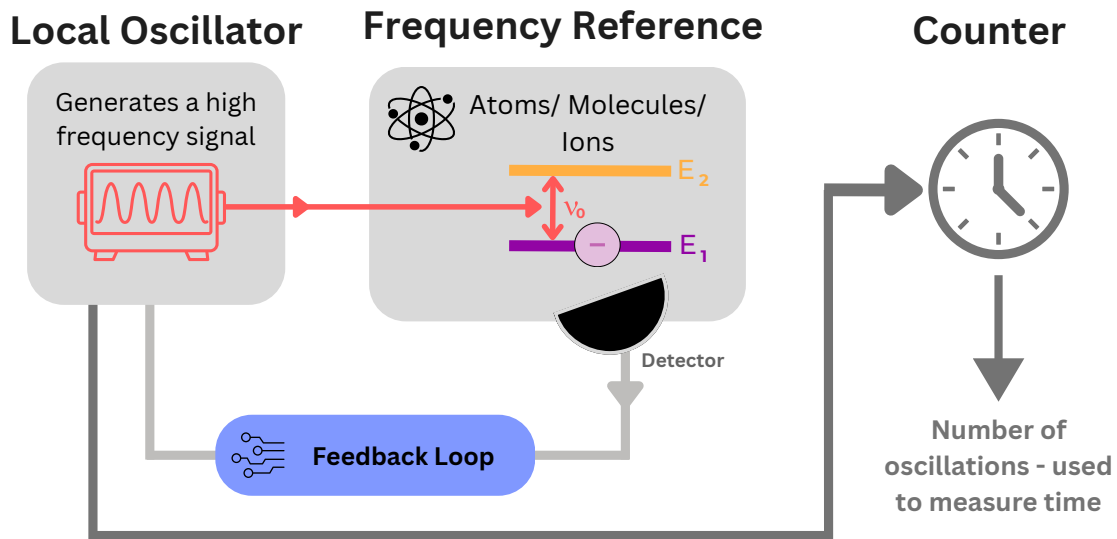 Local Oscillator
Frequency Reference
Counter
Generates a high
frequency signal
Atoms/ Molecules/
Ions
E₂
ν₀
E₁
Detector
Feedback Loop
Number of
oscillations - used
to measure time